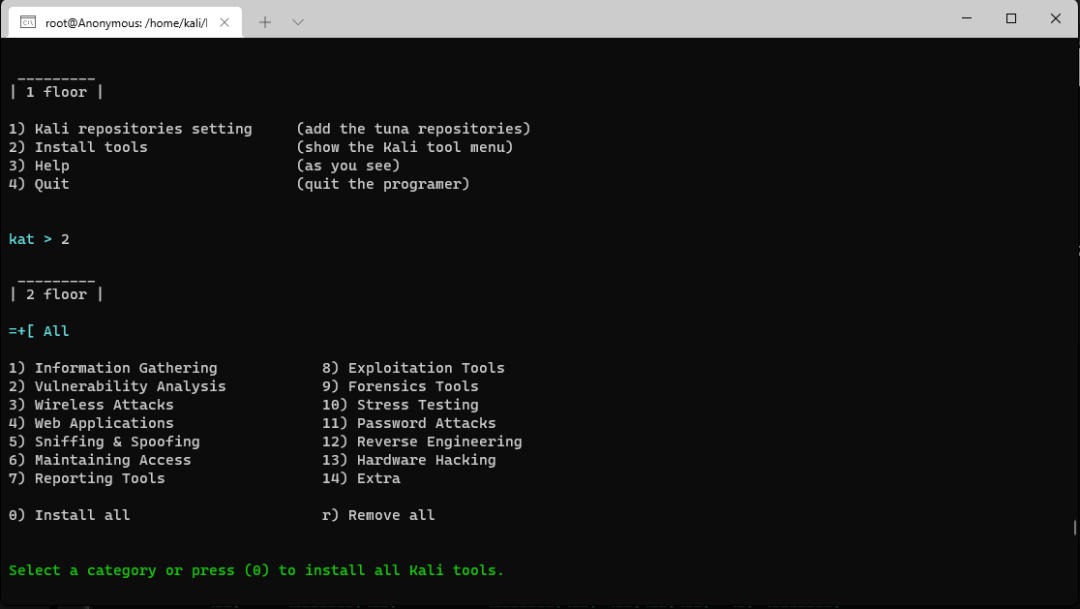 root@Anonymous: /home/kali/
| 1 floor |
1) Kali repositories setting (add the tuna repositories)
2) Install tools (show the Kali tool menu)
3) Help (as you see)
4) Quit (quit the programer)
kat > 2
| 2 floor |
=+[ All
1) Information Gathering 8) Exploitation Tools
2) Vulnerability Analysis 9) Forensics Tools
3) Wireless Attacks 10) Stress Testing
4) Web Applications 11) Password Attacks
5) Sniffing & Spoofing 12) Reverse Engineering
6) Maintaining Access 13) Hardware Hacking
7) Reporting Tools 14) Extra
0) Install all r) Remove all
Select a category or press (0) to install all Kali tools.